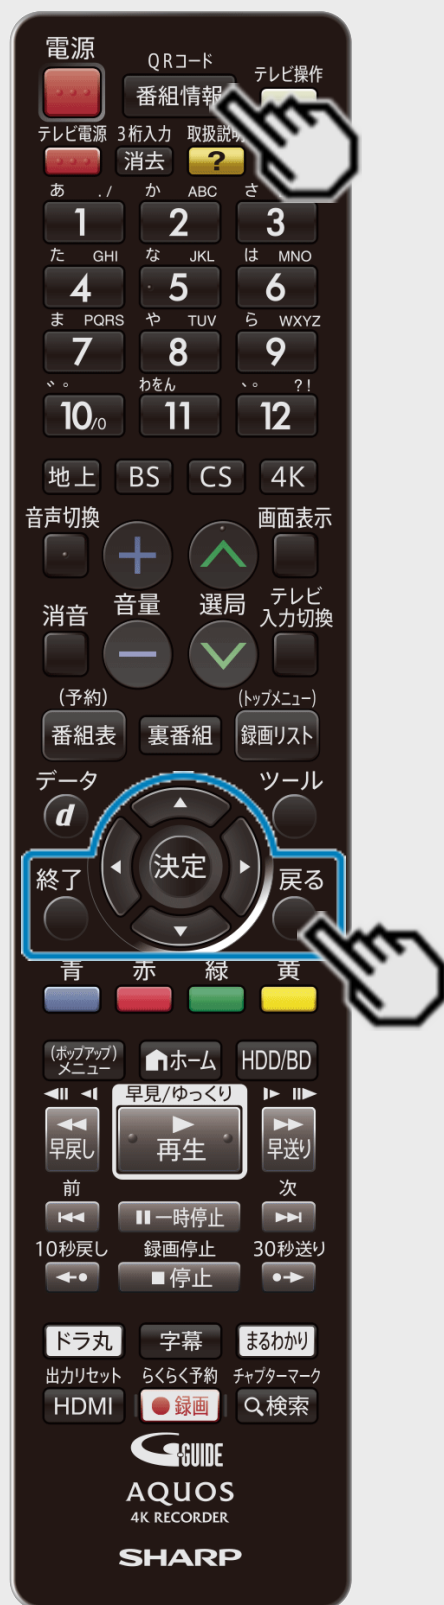 電源
QRコード
番組情報
テレビ操作
テレビ電源 3桁入力 取扱説明
消去 ?
あ ./ か ABC さ
1 2 3
た GHI な JKL は MNO
4 5 6
ま PQRS や TUV ら WXYZ
7 8 9
゛゜ わをん 、。 ?!
10/0 11 12
地上 BS CS 4K
音声切換 画面表示
+
消音 音量 選局 テレビ
入力切換
−
(予約) (トップメニュー)
番組表 裏番組 録画リスト
データ ツール
d
終了 決定 戻る
青 赤 緑 黄
(ポップアップ)
メニュー ホーム HDD/BD
早見/ゆっくり
早戻し 再生 早送り
前 次
一時停止
10秒戻し 録画停止 30秒送り
停止
ドラ丸 字幕 まるわかり
出力リセット らくらく予約 チャプターマーク
HDMI 録画 検索
G-GUIDE
AQUOS
4K RECORDER
SHARP